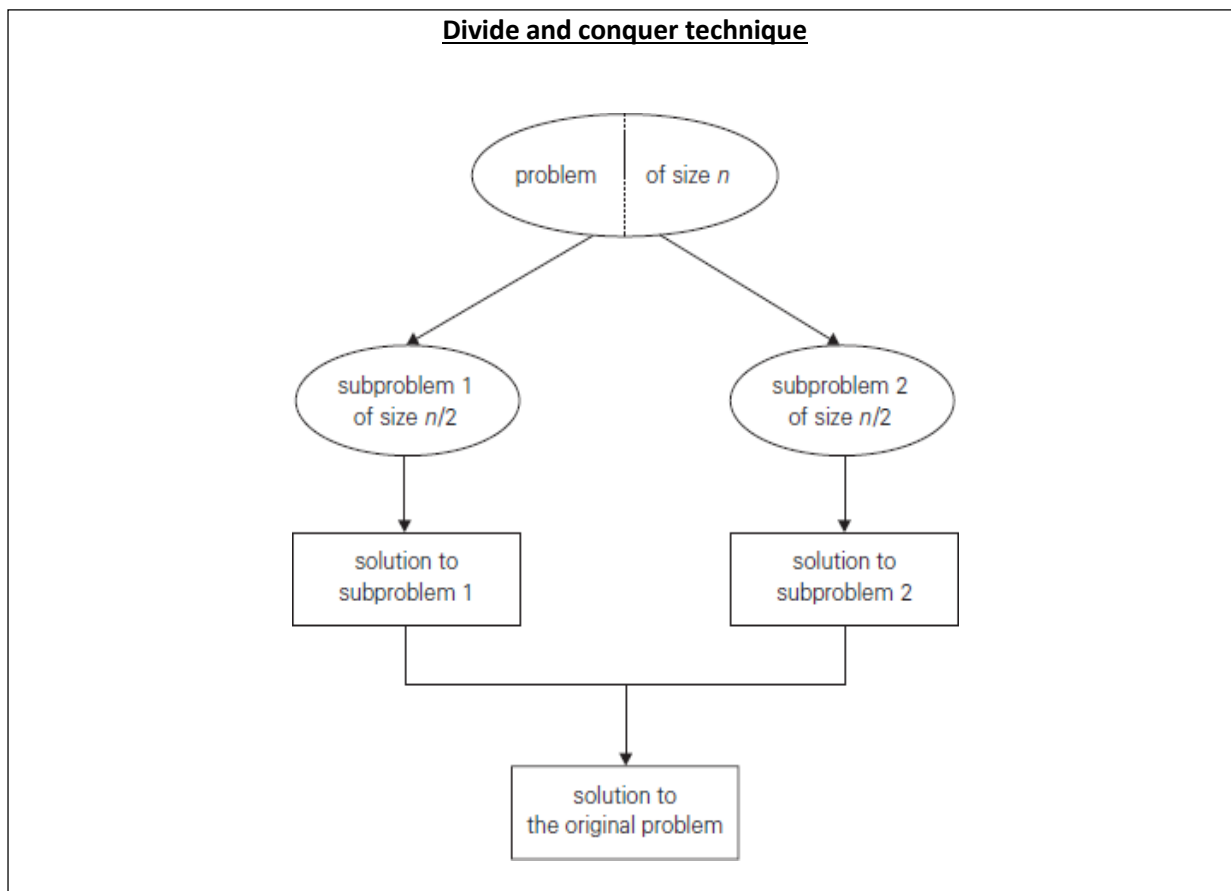 Divide and conquer technique
problem of size n
subproblem 1
of size n/2
subproblem 2
of size n/2
solution to
subproblem 1
solution to
subproblem 2
solution to
the original problem